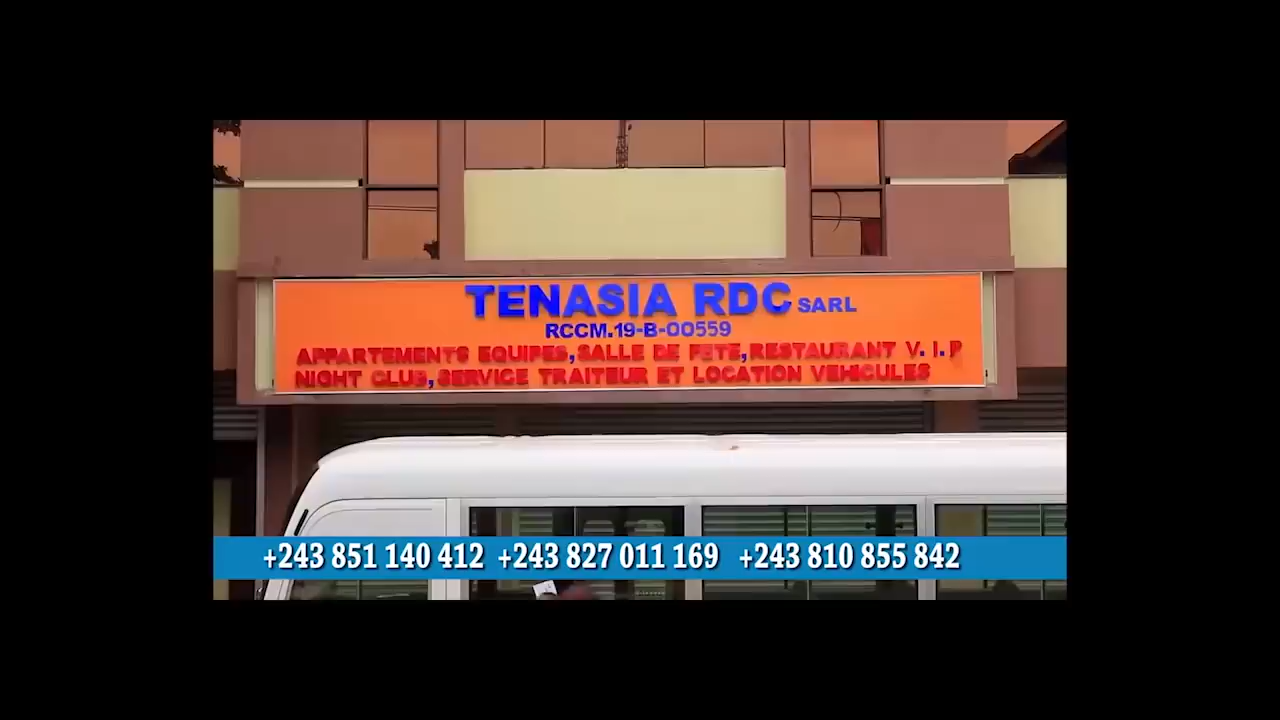 TENASIA RDC SARL
RCCM.19-B-00559
APPARTEMENTS EQUIPES, SALLE DE FETE, RESTAURANT V.I.P
NIGHT CLUB, SERVICE TRAITEUR ET LOCATION VEHICULES
+243 851 140 412 +243 827 011 169 +243 810 855 842